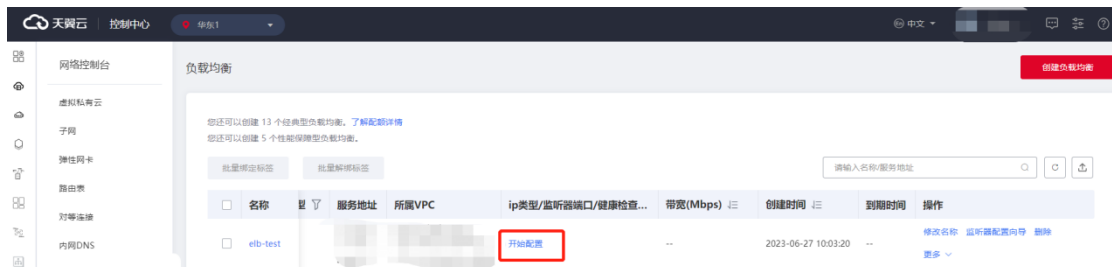 天翼云 控制中心 华东1 中文
网络控制台
虚拟私有云
子网
弹性网卡
路由表
对等连接
内网DNS
负载均衡
创建负载均衡
您还可以创建 13 个经典型负载均衡。了解配额详情
您还可以创建 5 个性能保障型负载均衡。
批量绑定标签 批量解绑标签 请输入名称/服务地址
名称 型 服务地址 所属VPC ip类型/监听器端口/健康检查... 带宽(Mbps) 创建时间 到期时间 操作
elb-test 开始配置 -- 2023-06-27 10:03:20 -- 修改名称 监听器配置向导 删除
更多